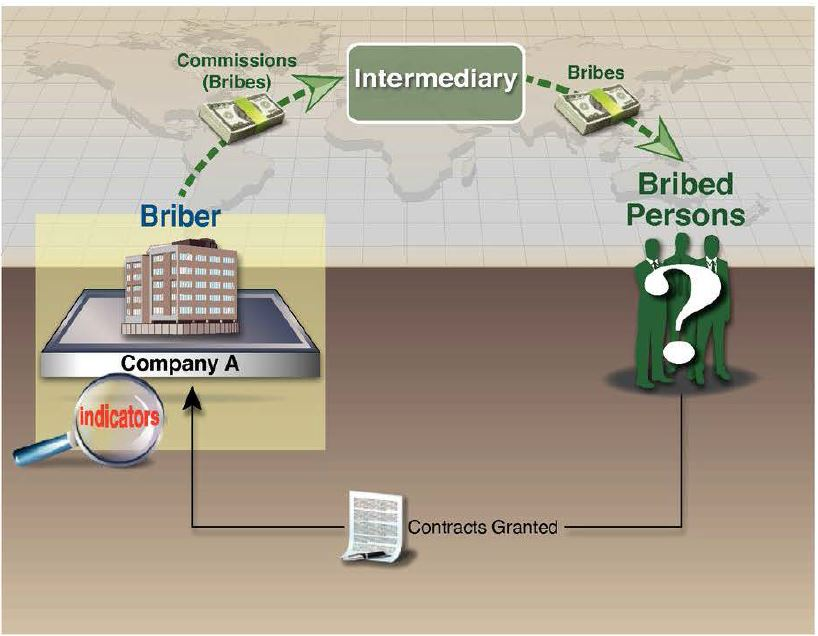 Commissions
(Bribes)
Intermediary
Bribes
Bribed
Persons
Briber
?
Company A
indicators
Contracts Granted